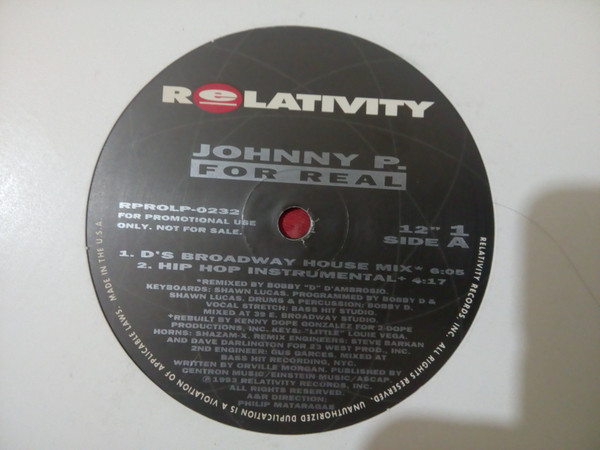 ReLATIVITY
JOHNNY P.
FOR REAL
RPROLP-0232
FOR PROMOTIONAL USE
ONLY. NOT FOR SALE.
12" 1
SIDE A
1. D'S BROADWAY HOUSE MIX* 6:05
2. HIP HOP INSTRUMENTAL* 4:17
*REMIXED BY BOBBY "D" D'AMBROSIO.
KEYBOARDS: SHAWN LUCAS. PROGRAMMED BY BOBBY D &
SHAWN LUCAS. DRUMS & PERCUSSION: BOBBY D.
VOCAL STRETCH: BASS HIT STUDIO.
MIXED AT 39 E. BROADWAY STUDIO.
*REBUILT BY KENNY DOPE GONZALEZ FOR 2 DOPE
PRODUCTIONS, INC. KEYS: "LITTLE" LOUIE VEGA.
HORNS: SHAZAM-X. REMIX ENGINEERS: STEVE BARKAN
AND DAVE DARLINGTON FOR 23 WEST PROD., INC.
2ND ENGINEER: GUS GARCES. MIXED AT
BASS HIT RECORDING, NYC.
WRITTEN BY ORVILLE MORGAN. PUBLISHED BY
GENTRON MUSIC/EINSTEIN MUSIC/ASCAP.
℗1993 RELATIVITY RECORDS, INC.
ALL RIGHTS RESERVED.
A&R DIRECTION:
PHILIP MATARAGAS
RELATIVITY RECORDS, INC. ALL RIGHTS RESERVED. UNAUTHORIZED DUPLICATION IS A VIOLATION OF APPLICABLE LAWS. MADE IN THE U.S.A.